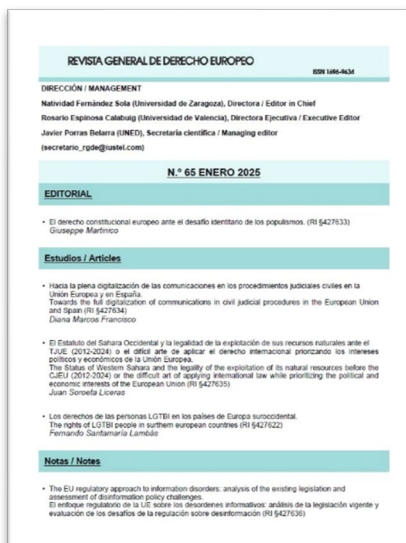 REVISTA GENERAL DE DERECHO EUROPEO
ISSN 1696-9634
DIRECCIÓN / MANAGEMENT
Natividad Fernández Sola (Universidad de Zaragoza), Directora / Editor in Chief
Rosario Espinosa Calabuig (Universidad de Valencia), Directora Ejecutiva / Executive Editor
Javier Porras Belarra (UNED), Secretaría científica / Managing editor
(secretario_rgde@iustel.com)
N.º 65 ENERO 2025
EDITORIAL
• El derecho constitucional europeo ante el desafío identitario de los populismos. (RI §427633)
Giuseppe Martinico
Estudios / Articles
• Hacia la plena digitalización de las comunicaciones en los procedimientos judiciales civiles en la
Unión Europea y en España.
Towards the full digitalization of communications in civil judicial procedures in the European Union
and Spain (RI §427634)
Diana Marcos Francisco
• El Estatuto del Sahara Occidental y la legalidad de la explotación de sus recursos naturales ante el
TJUE (2012-2024) o el difícil arte de aplicar el derecho internacional priorizando los intereses
políticos y económicos de la Unión Europea.
The Status of Western Sahara and the legality of the exploitation of its natural resources before the
CJEU (2012-2024) or the difficult art of applying international law while prioritizing the political and
economic interests of the European Union (RI §427635)
Juan Soroeta Liceras
• Los derechos de las personas LGTBI en los países de Europa suroccidental.
The rights of LGTBI people in surthern european countries (RI §427622)
Fernando Santamaría Lambás
Notas / Notes
• The EU regulatory approach to information disorders: analysis of the existing legislation and
assessment of disinformation policy challenges.
El enfoque regulatorio de la UE sobre los desordenes informativos: análisis de la legislación vigente y
evaluación de los desafíos de la regulación sobre desinformación (RI §427636)